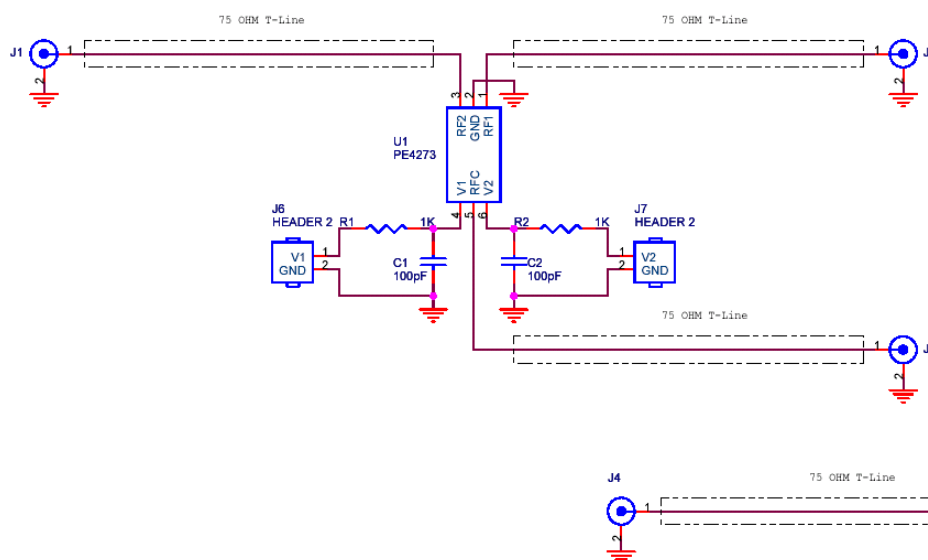 75 OHM T-Line
75 OHM T-Line
J1
1
2
1
J
2
3
2
1
RF2
GND
RF1
U1
PE4273
V1
RFC
V2
4
5
6
J6
HEADER 2
R1
1K
R2
1K
J7
HEADER 2
V1
1
GND
2
C1
100pF
C2
100pF
1
V2
2
GND
75 OHM T-Line
1
J
2
J4
75 OHM T-Line
1
2